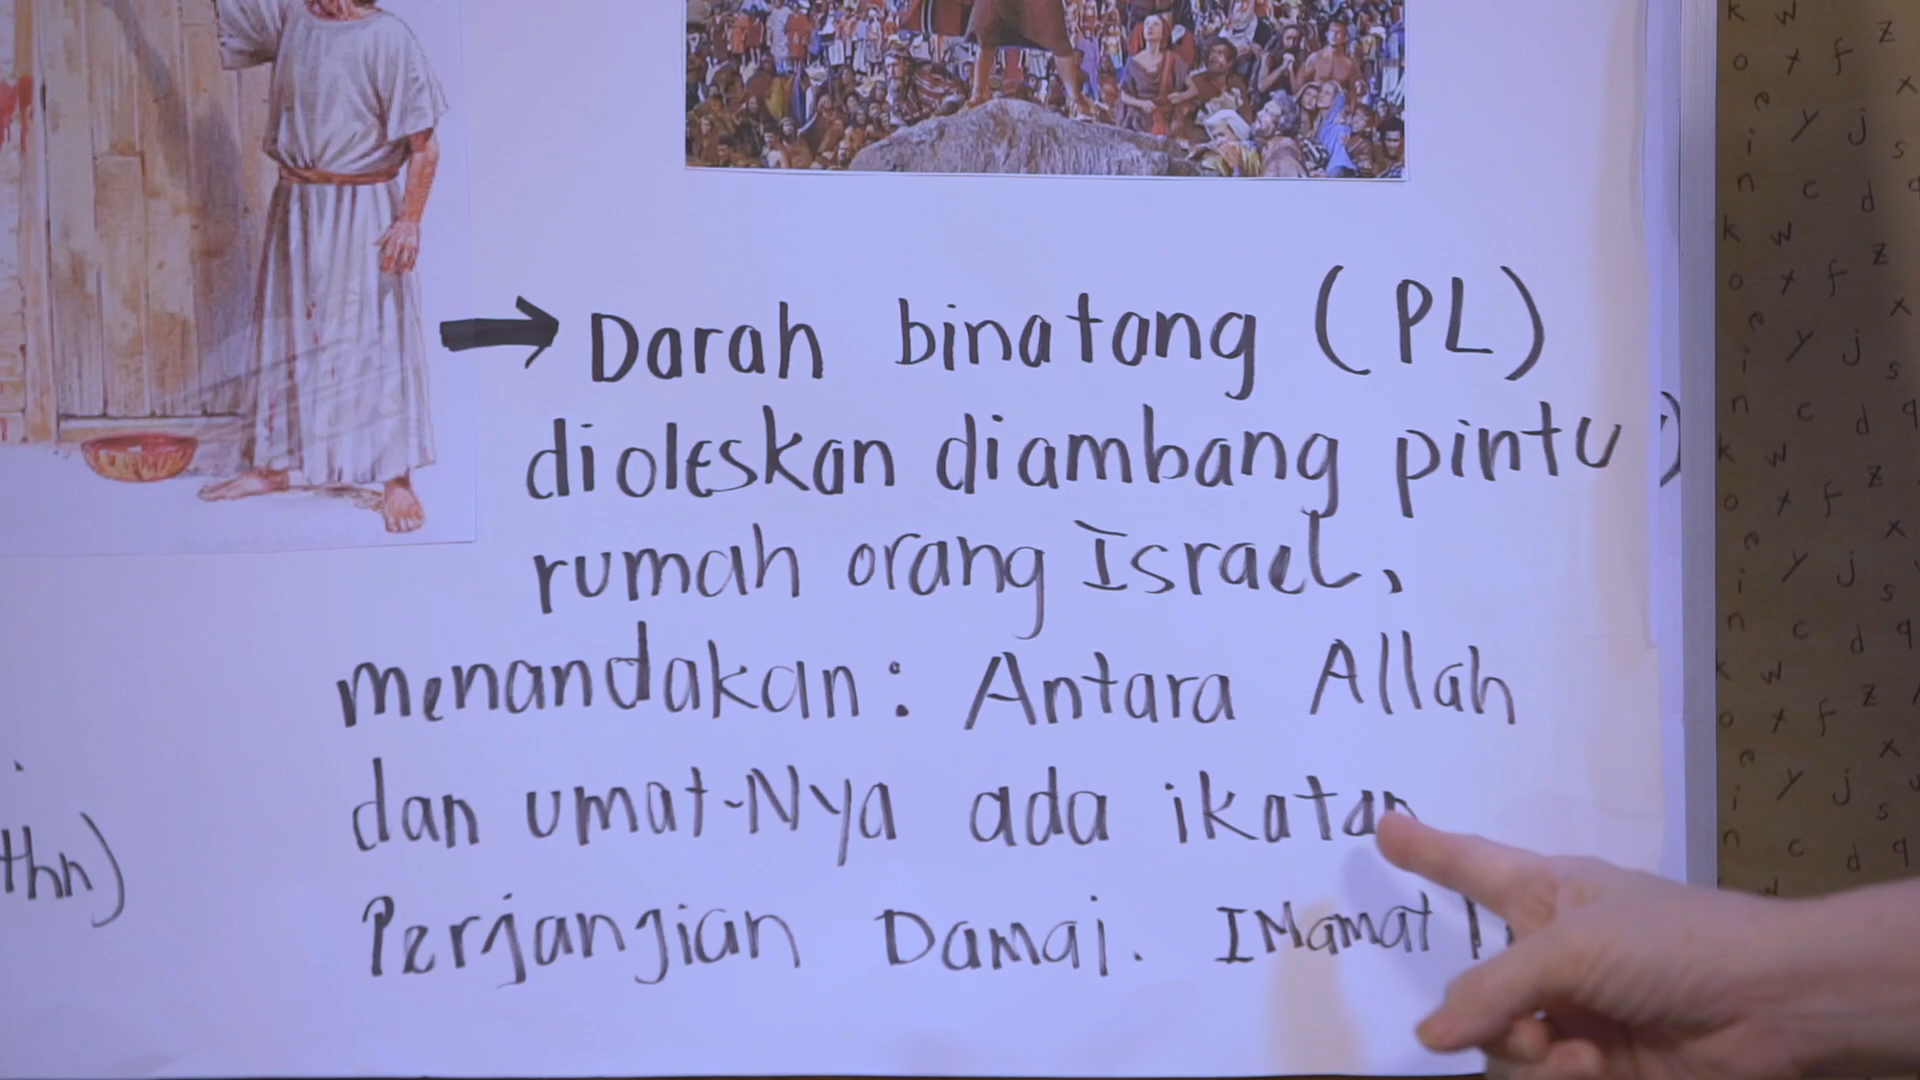 Darah binatang (PL)
dioleskan diambang pintu
rumah orang Israel,
menandakan: Antara Allah
dan umat-Nya ada ikatan
thn)
Perjanjian Damai. IMamat